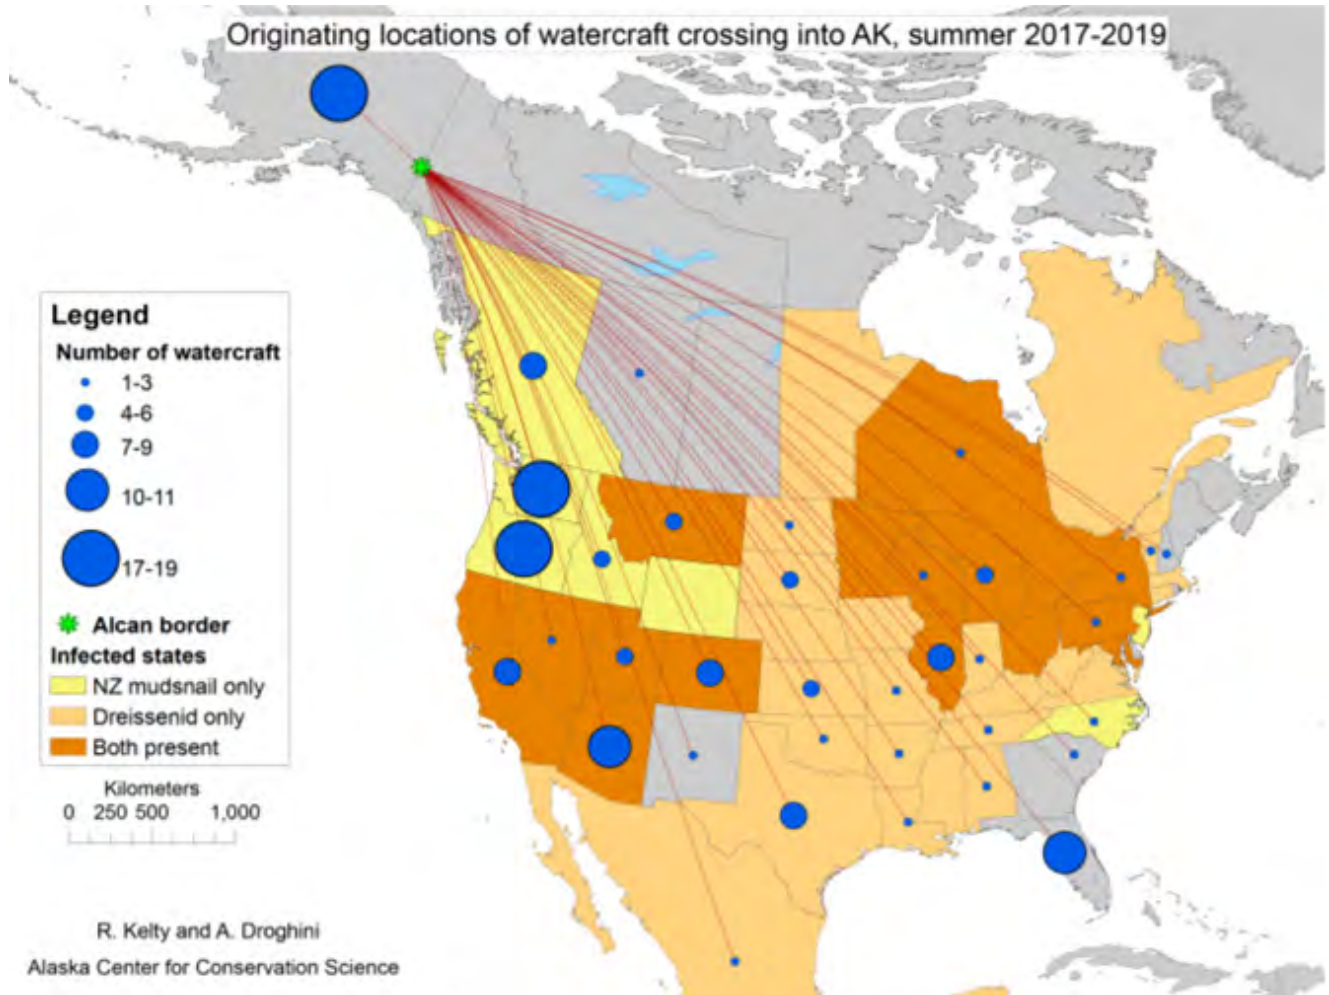 Originating locations of watercraft crossing into AK, summer 2017-2019
Legend
Number of watercraft
1-3
4-6
7-9
10-11
17-19
Alcan border
Infected states
NZ mudsnail only
Dreissenid only
Both present
Kilometers
0 250 500 1,000
R. Kelty and A. Droghini
Alaska Center for Conservation Science